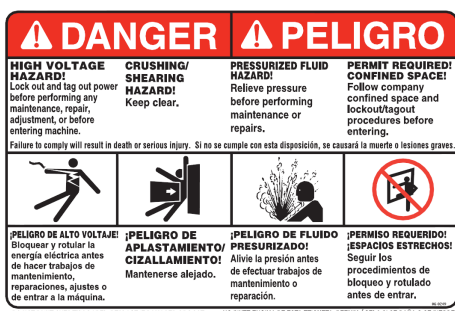 DANGER PELIGRO
HIGH VOLTAGE
HAZARD!
Lock out and tag out power
before performing any
maintenance, repair,
adjustment, or before
entering machine.
CRUSHING/
SHEARING
HAZARD!
Keep clear.
PRESSURIZED FLUID
HAZARD!
Relieve pressure
before performing
maintenance or
repairs.
PERMIT REQUIRED!
CONFINED SPACE!
Follow company
confined space and
lockout/tagout
procedures before
entering.
Failure to comply will result in death or serious injury. Si no se cumple con esta disposición, se causará la muerte o lesiones graves.
¡PELIGRO DE ALTO VOLTAJE!
Bloquear y rotular la
energía eléctrica antes
de hacer trabajos de
mantenimiento,
reparaciones, ajustes o
de entrar a la máquina.
¡PELIGRO DE
APLASTAMIENTO/
CIZALLAMIENTO!
Mantenerse alejado.
¡PELIGRO DE FLUIDO
PRESURIZADO!
Alivie la presión antes
de efectuar trabajos de
mantenimiento o
reparación.
¡PERMISO REQUERIDO!
¡ESPACIOS ESTRECHOS!
Seguir los
procedimientos de
bloqueo y rotulado
antes de entrar.